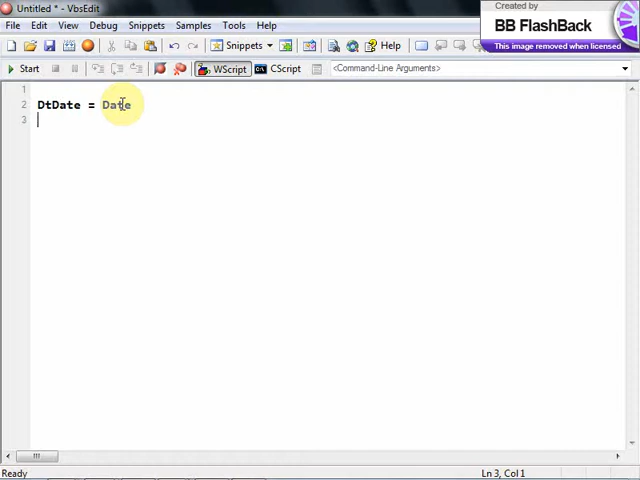 Untitled * - VbsEdit
Created by
BB FlashBack
This image removed when licensed
File Edit View Debug Snippets Samples Tools Help
Snippets Help
Start WScript CScript <Command-Line Arguments>
1
2 DtDate = Date
3
Ready Ln 3, Col 1